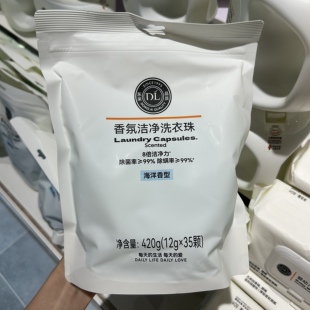 DL
香氛洁净洗衣珠
Laundry Capsules.
Scented
8倍洁净力¹
除菌率≥99% 除螨率≥99%¹
海洋香型
净含量: 420g(12g×35颗)
每天的生活 每天的爱
DAILY LIFE DAILY LOVE